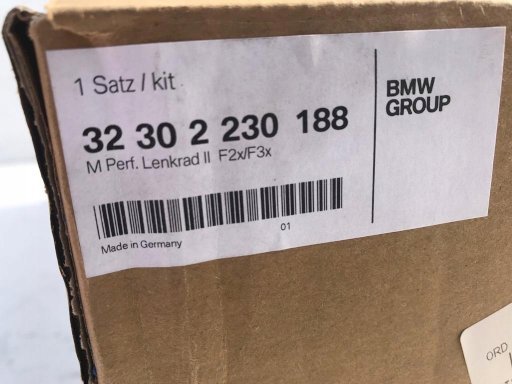 1 Satz / kit
32 30 2 230 188
M Perf. Lenkrad II F2x/F3x
Made in Germany
01
BMW
GROUP
ORD